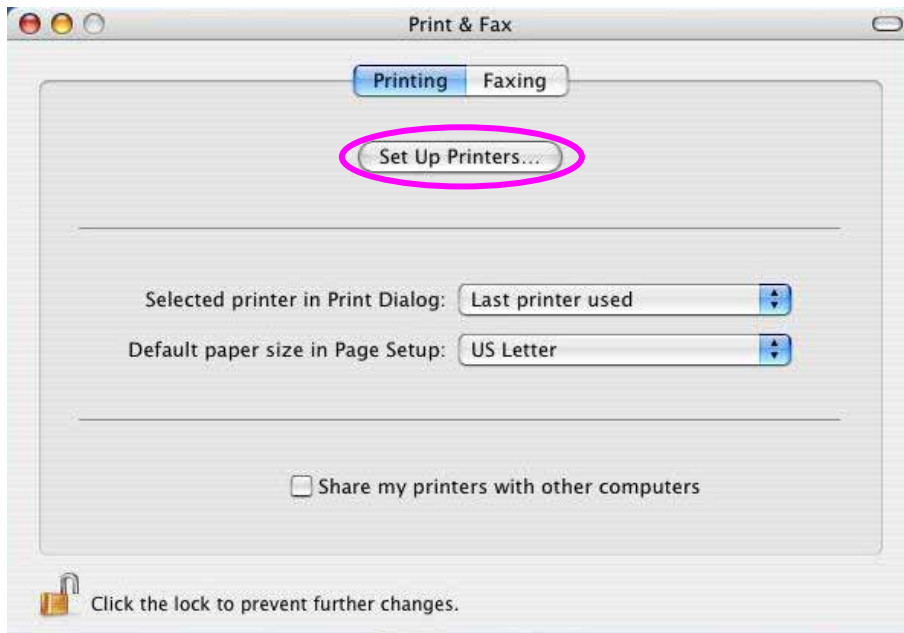 Print & Fax
Printing Faxing
Set Up Printers...
Selected printer in Print Dialog: Last printer used
Default paper size in Page Setup: US Letter
Share my printers with other computers
Click the lock to prevent further changes.